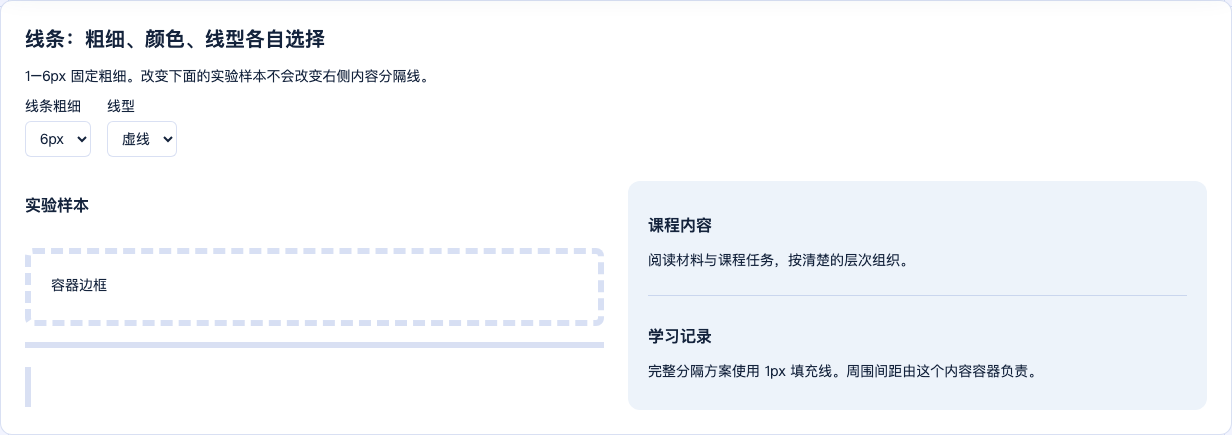 线条：粗细、颜色、线型各自选择
1—6px 固定粗细。改变下面的实验样本不会改变右侧内容分隔线。
线条粗细 线型
6px 虚线
实验样本
容器边框
课程内容
阅读材料与课程任务，按清楚的层次组织。
学习记录
完整分隔方案使用 1px 填充线。周围间距由这个内容容器负责。